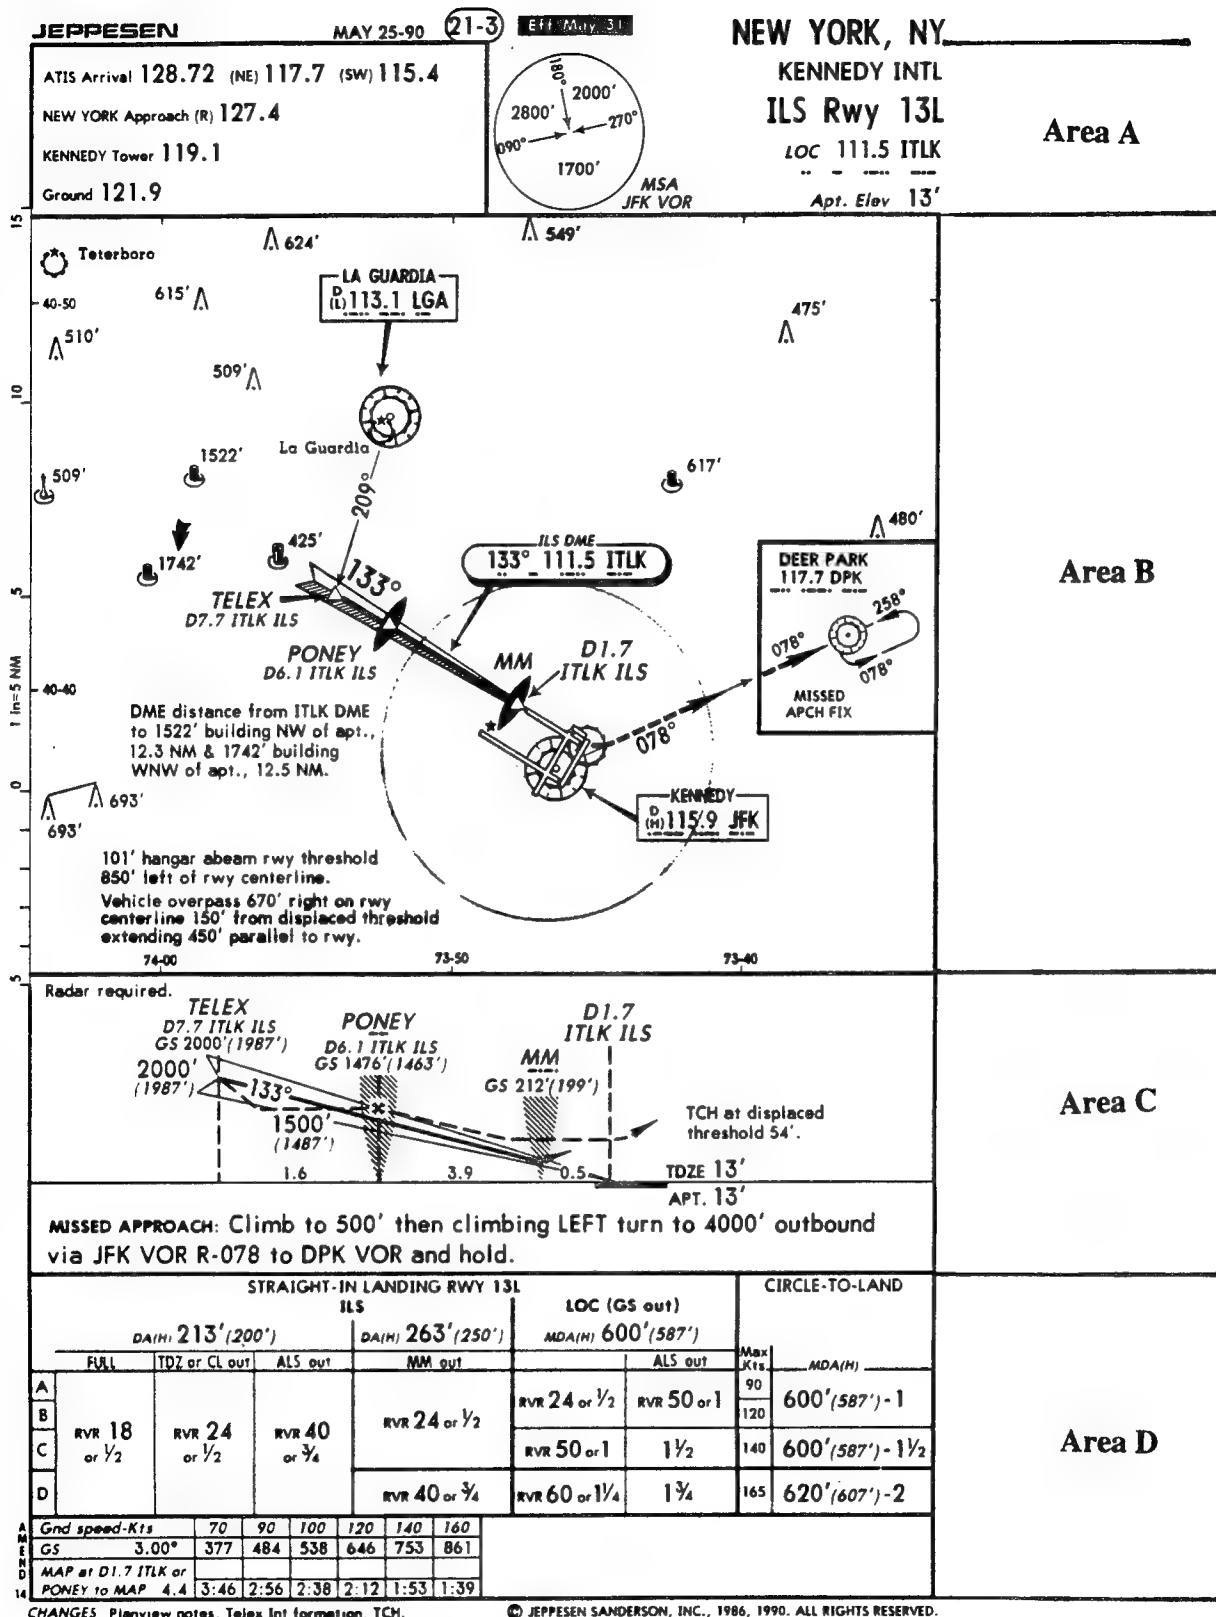 JEPPESEN MAY 25-90 21-3 Eff May 31
NEW YORK, NY
KENNEDY INTL
ILS Rwy 13L
LOC 111.5 ITLK
Apt. Elev 13'
ATIS Arrival 128.72 (NE) 117.7 (SW) 115.4
NEW YORK Approach (R) 127.4
KENNEDY Tower 119.1
Ground 121.9
180°
2000'
2800'
270°
090°
1700'
MSA
JFK VOR
Area A
15
Teterboro
624'
549'
LA GUARDIA
D
(L) 113.1 LGA
615'
40-50
475'
510'
509'
10
La Guardia
1522'
617'
509'
209°
480'
1742'
425'
ILS DME
133° 111.5 ITLK
133°
DEER PARK
117.7 DPK
258°
078°
078°
MISSED
APCH FIX
Area B
5
TELEX
D7.7 ITLK ILS
PONEY
D6.1 ITLK ILS
MM
D1.7
ITLK ILS
1 in=5 NM
40-40
078°
DME distance from ITLK DME
to 1522' building NW of apt.,
12.3 NM & 1742' building
WNW of apt., 12.5 NM.
0
693'
693'
KENNEDY
D
(H) 115.9 JFK
101' hangar abeam rwy threshold
850' left of rwy centerline.
Vehicle overpass 670' right on rwy
centerline 150' from displaced threshold
extending 450' parallel to rwy.
74-00 73-50 73-40
5
Radar required.
TELEX
D7.7 ITLK ILS
GS 2000'(1987')
PONEY
D6.1 ITLK ILS
GS 1476'(1463')
D1.7
ITLK ILS
MM
GS 212'(199')
2000'
(1987')
133°
1500'
(1487')
TCH at displaced
threshold 54'.
1.6 3.9 0.5
TDZE 13'
APT. 13'
Area C
MISSED APPROACH: Climb to 500' then climbing LEFT turn to 4000' outbound
via JFK VOR R-078 to DPK VOR and hold.
STRAIGHT-IN LANDING RWY 13L CIRCLE-TO-LAND
ILS LOC (GS out)
DA(H) 213'(200') DA(H) 263'(250') MDA(H) 600'(587')
FULL TDZ or CL out ALS out MM out ALS out Max Kts. MDA(H)
A
B
C
D
RVR 18
or 1/2
RVR 24
or 1/2
RVR 40
or 3/4
RVR 24 or 1/2
RVR 40 or 3/4
RVR 24 or 1/2 RVR 50 or 1
RVR 50 or 1 1 1/2
RVR 60 or 1 1/4 1 3/4
90
120
600'(587')-1
140 600'(587')-1 1/2
165 620'(607')-2
Area D
AMEND 14
Gnd speed-Kts 70 90 100 120 140 160
GS 3.00° 377 484 538 646 753 861
MAP at D1.7 ITLK or
PONEY to MAP 4.4 3:46 2:56 2:38 2:12 1:53 1:39
CHANGES Planview notes, Telex Int formation, TCH.
© JEPPESEN SANDERSON, INC., 1986, 1990. ALL RIGHTS RESERVED.